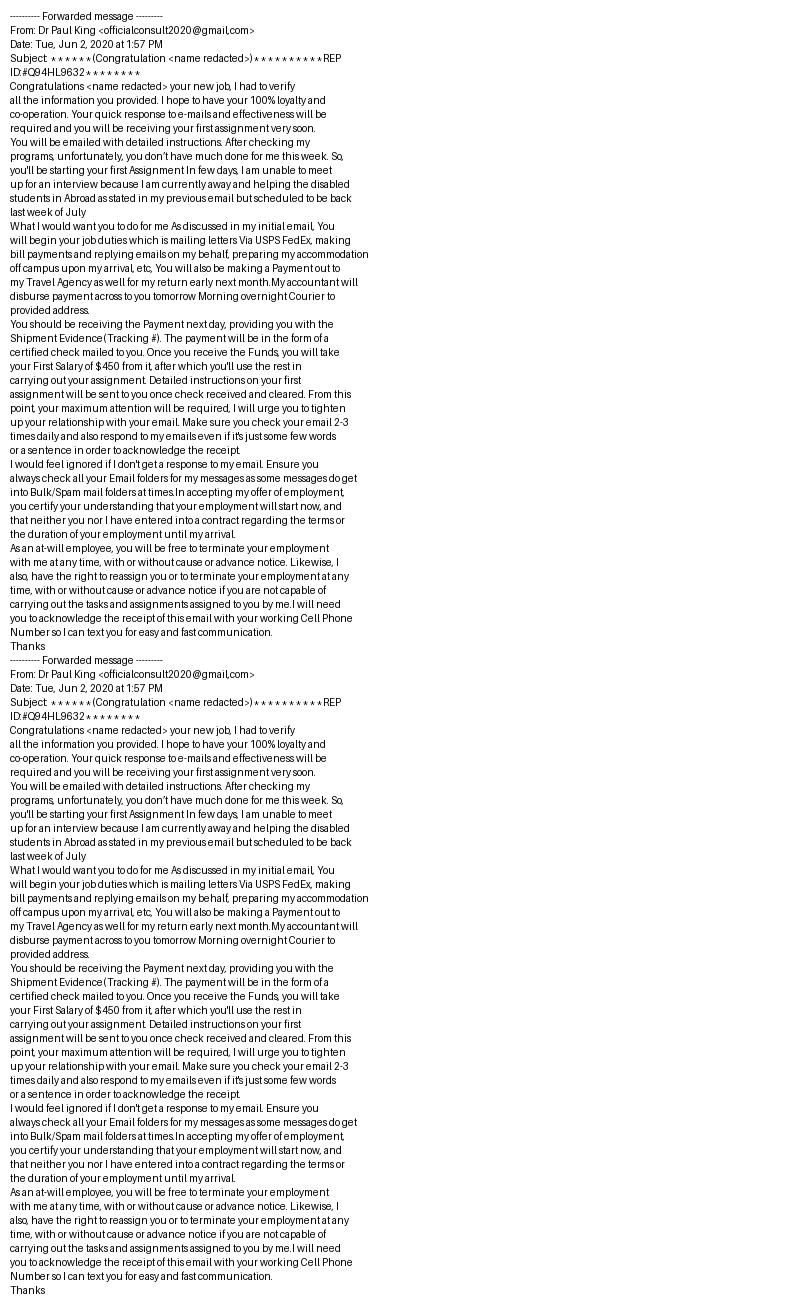 ---------- Forwarded message ---------
From: Dr Paul King <officialconsult2020@gmail,com>
Date: Tue, Jun 2, 2020 at 1:57 PM
Subject: ******(Congratulation <name redacted>)**********REP
ID:#Q94HL9632********
Congratulations <name redacted> your new job, I had to verify
all the information you provided. I hope to have your 100% loyalty and
co-operation. Your quick response to e-mails and effectiveness will be
required and you will be receiving your first assignment very soon.
You will be emailed with detailed instructions. After checking my
programs, unfortunately, you don’t have much done for me this week. So,
you'll be starting your first Assignment In few days, I am unable to meet
up for an interview because I am currently away and helping the disabled
students in Abroad as stated in my previous email but scheduled to be back
last week of July
What I would want you to do for me As discussed in my initial email, You
will begin your job duties which is mailing letters Via USPS FedEx, making
bill payments and replying emails on my behalf, preparing my accommodation
off campus upon my arrival, etc, You will also be making a Payment out to
my Travel Agency as well for my return early next month.My accountant will
disburse payment across to you tomorrow Morning overnight Courier to
provided address.
You should be receiving the Payment next day, providing you with the
Shipment Evidence(Tracking #). The payment will be in the form of a
certified check mailed to you. Once you receive the Funds, you will take
your First Salary of $450 from it, after which you'll use the rest in
carrying out your assignment. Detailed instructions on your first
assignment will be sent to you once check received and cleared. From this
point, your maximum attention will be required, I will urge you to tighten
up your relationship with your email. Make sure you check your email 2-3
times daily and also respond to my emails even if it's just some few words
or a sentence in order to acknowledge the receipt.
I would feel ignored if I don't get a response to my email. Ensure you
always check all your Email folders for my messages as some messages do get
into Bulk/Spam mail folders at times.In accepting my offer of employment,
you certify your understanding that your employment will start now, and
that neither you nor I have entered into a contract regarding the terms or
the duration of your employment until my arrival.
As an at-will employee, you will be free to terminate your employment
with me at any time, with or without cause or advance notice. Likewise, I
also, have the right to reassign you or to terminate your employment at any
time, with or without cause or advance notice if you are not capable of
carrying out the tasks and assignments assigned to you by me.I will need
you to acknowledge the receipt of this email with your working Cell Phone
Number so I can text you for easy and fast communication.
Thanks
---------- Forwarded message ---------
From: Dr Paul King <officialconsult2020@gmail,com>
Date: Tue, Jun 2, 2020 at 1:57 PM
Subject: ******(Congratulation <name redacted>)**********REP
ID:#Q94HL9632********
Congratulations <name redacted> your new job, I had to verify
all the information you provided. I hope to have your 100% loyalty and
co-operation. Your quick response to e-mails and effectiveness will be
required and you will be receiving your first assignment very soon.
You will be emailed with detailed instructions. After checking my
programs, unfortunately, you don’t have much done for me this week. So,
you'll be starting your first Assignment In few days, I am unable to meet
up for an interview because I am currently away and helping the disabled
students in Abroad as stated in my previous email but scheduled to be back
last week of July
What I would want you to do for me As discussed in my initial email, You
will begin your job duties which is mailing letters Via USPS FedEx, making
bill payments and replying emails on my behalf, preparing my accommodation
off campus upon my arrival, etc, You will also be making a Payment out to
my Travel Agency as well for my return early next month.My accountant will
disburse payment across to you tomorrow Morning overnight Courier to
provided address.
You should be receiving the Payment next day, providing you with the
Shipment Evidence(Tracking #). The payment will be in the form of a
certified check mailed to you. Once you receive the Funds, you will take
your First Salary of $450 from it, after which you'll use the rest in
carrying out your assignment. Detailed instructions on your first
assignment will be sent to you once check received and cleared. From this
point, your maximum attention will be required, I will urge you to tighten
up your relationship with your email. Make sure you check your email 2-3
times daily and also respond to my emails even if it's just some few words
or a sentence in order to acknowledge the receipt.
I would feel ignored if I don't get a response to my email. Ensure you
always check all your Email folders for my messages as some messages do get
into Bulk/Spam mail folders at times.In accepting my offer of employment,
you certify your understanding that your employment will start now, and
that neither you nor I have entered into a contract regarding the terms or
the duration of your employment until my arrival.
As an at-will employee, you will be free to terminate your employment
with me at any time, with or without cause or advance notice. Likewise, I
also, have the right to reassign you or to terminate your employment at any
time, with or without cause or advance notice if you are not capable of
carrying out the tasks and assignments assigned to you by me.I will need
you to acknowledge the receipt of this email with your working Cell Phone
Number so I can text you for easy and fast communication.
Thanks